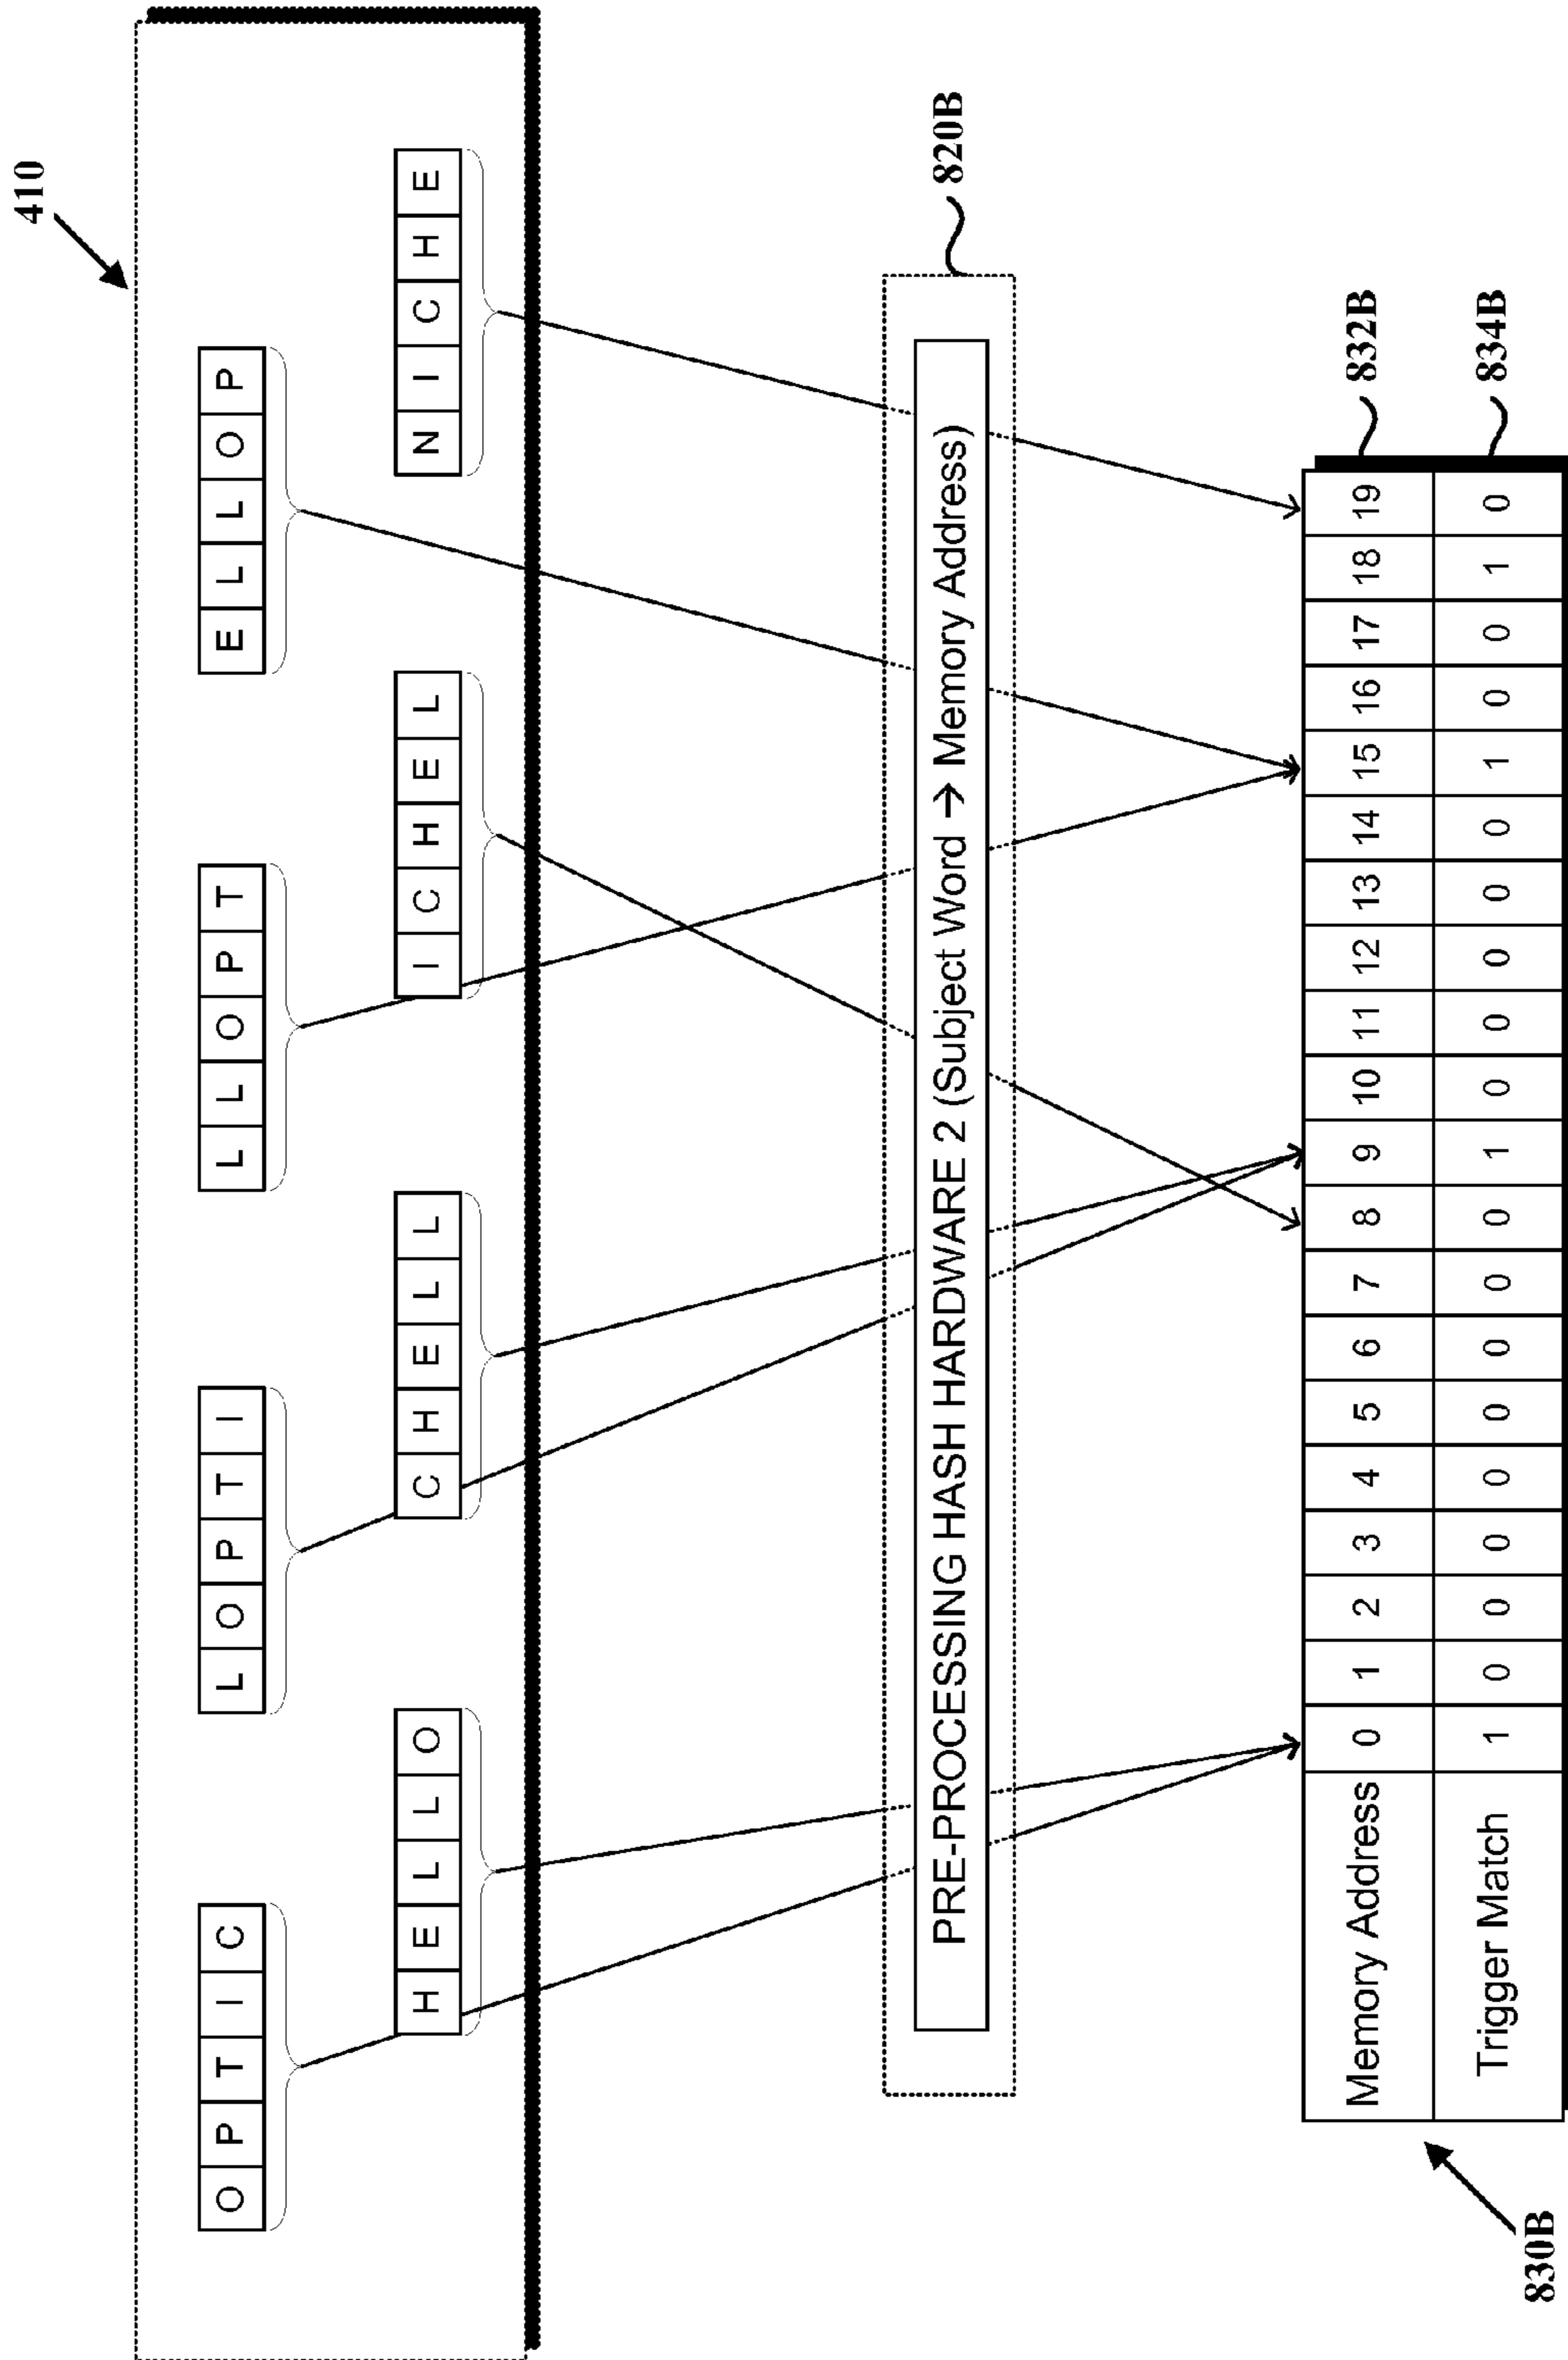 410
O P T I C
L O P T I
L L O P T
E L L O P
H E L L O
C H E L L
I C H E L
N I C H E
820B
PRE-PROCESSING HASH HARDWARE 2 (Subject Word → Memory Address)
830B
Memory Address 0 1 2 3 4 5 6 7 8 9 10 11 12 13 14 15 16 17 18 19 832B
Trigger Match 1 0 0 0 0 0 0 0 0 1 0 0 0 0 0 1 0 0 1 0 834B